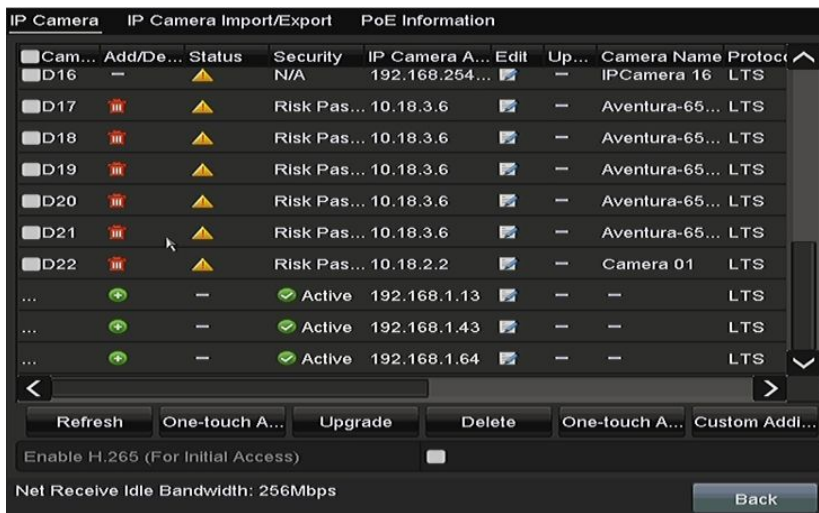 IP Camera IP Camera Import/Export PoE Information
Cam... Add/De... Status Security IP Camera A... Edit Up... Camera Name Protoco
D16 – N/A 192.168.254... – IPCamera 16 LTS
D17 Risk Pas... 10.18.3.6 – Aventura-65... LTS
D18 Risk Pas... 10.18.3.6 – Aventura-65... LTS
D19 Risk Pas... 10.18.3.6 – Aventura-65... LTS
D20 Risk Pas... 10.18.3.6 – Aventura-65... LTS
D21 Risk Pas... 10.18.3.6 – Aventura-65... LTS
D22 Risk Pas... 10.18.2.2 – Camera 01 LTS
... – Active 192.168.1.13 – – LTS
... – Active 192.168.1.43 – – LTS
... – Active 192.168.1.64 – – LTS
Refresh One-touch A... Upgrade Delete One-touch A... Custom Addi...
Enable H.265 (For Initial Access)
Net Receive Idle Bandwidth: 256Mbps Back